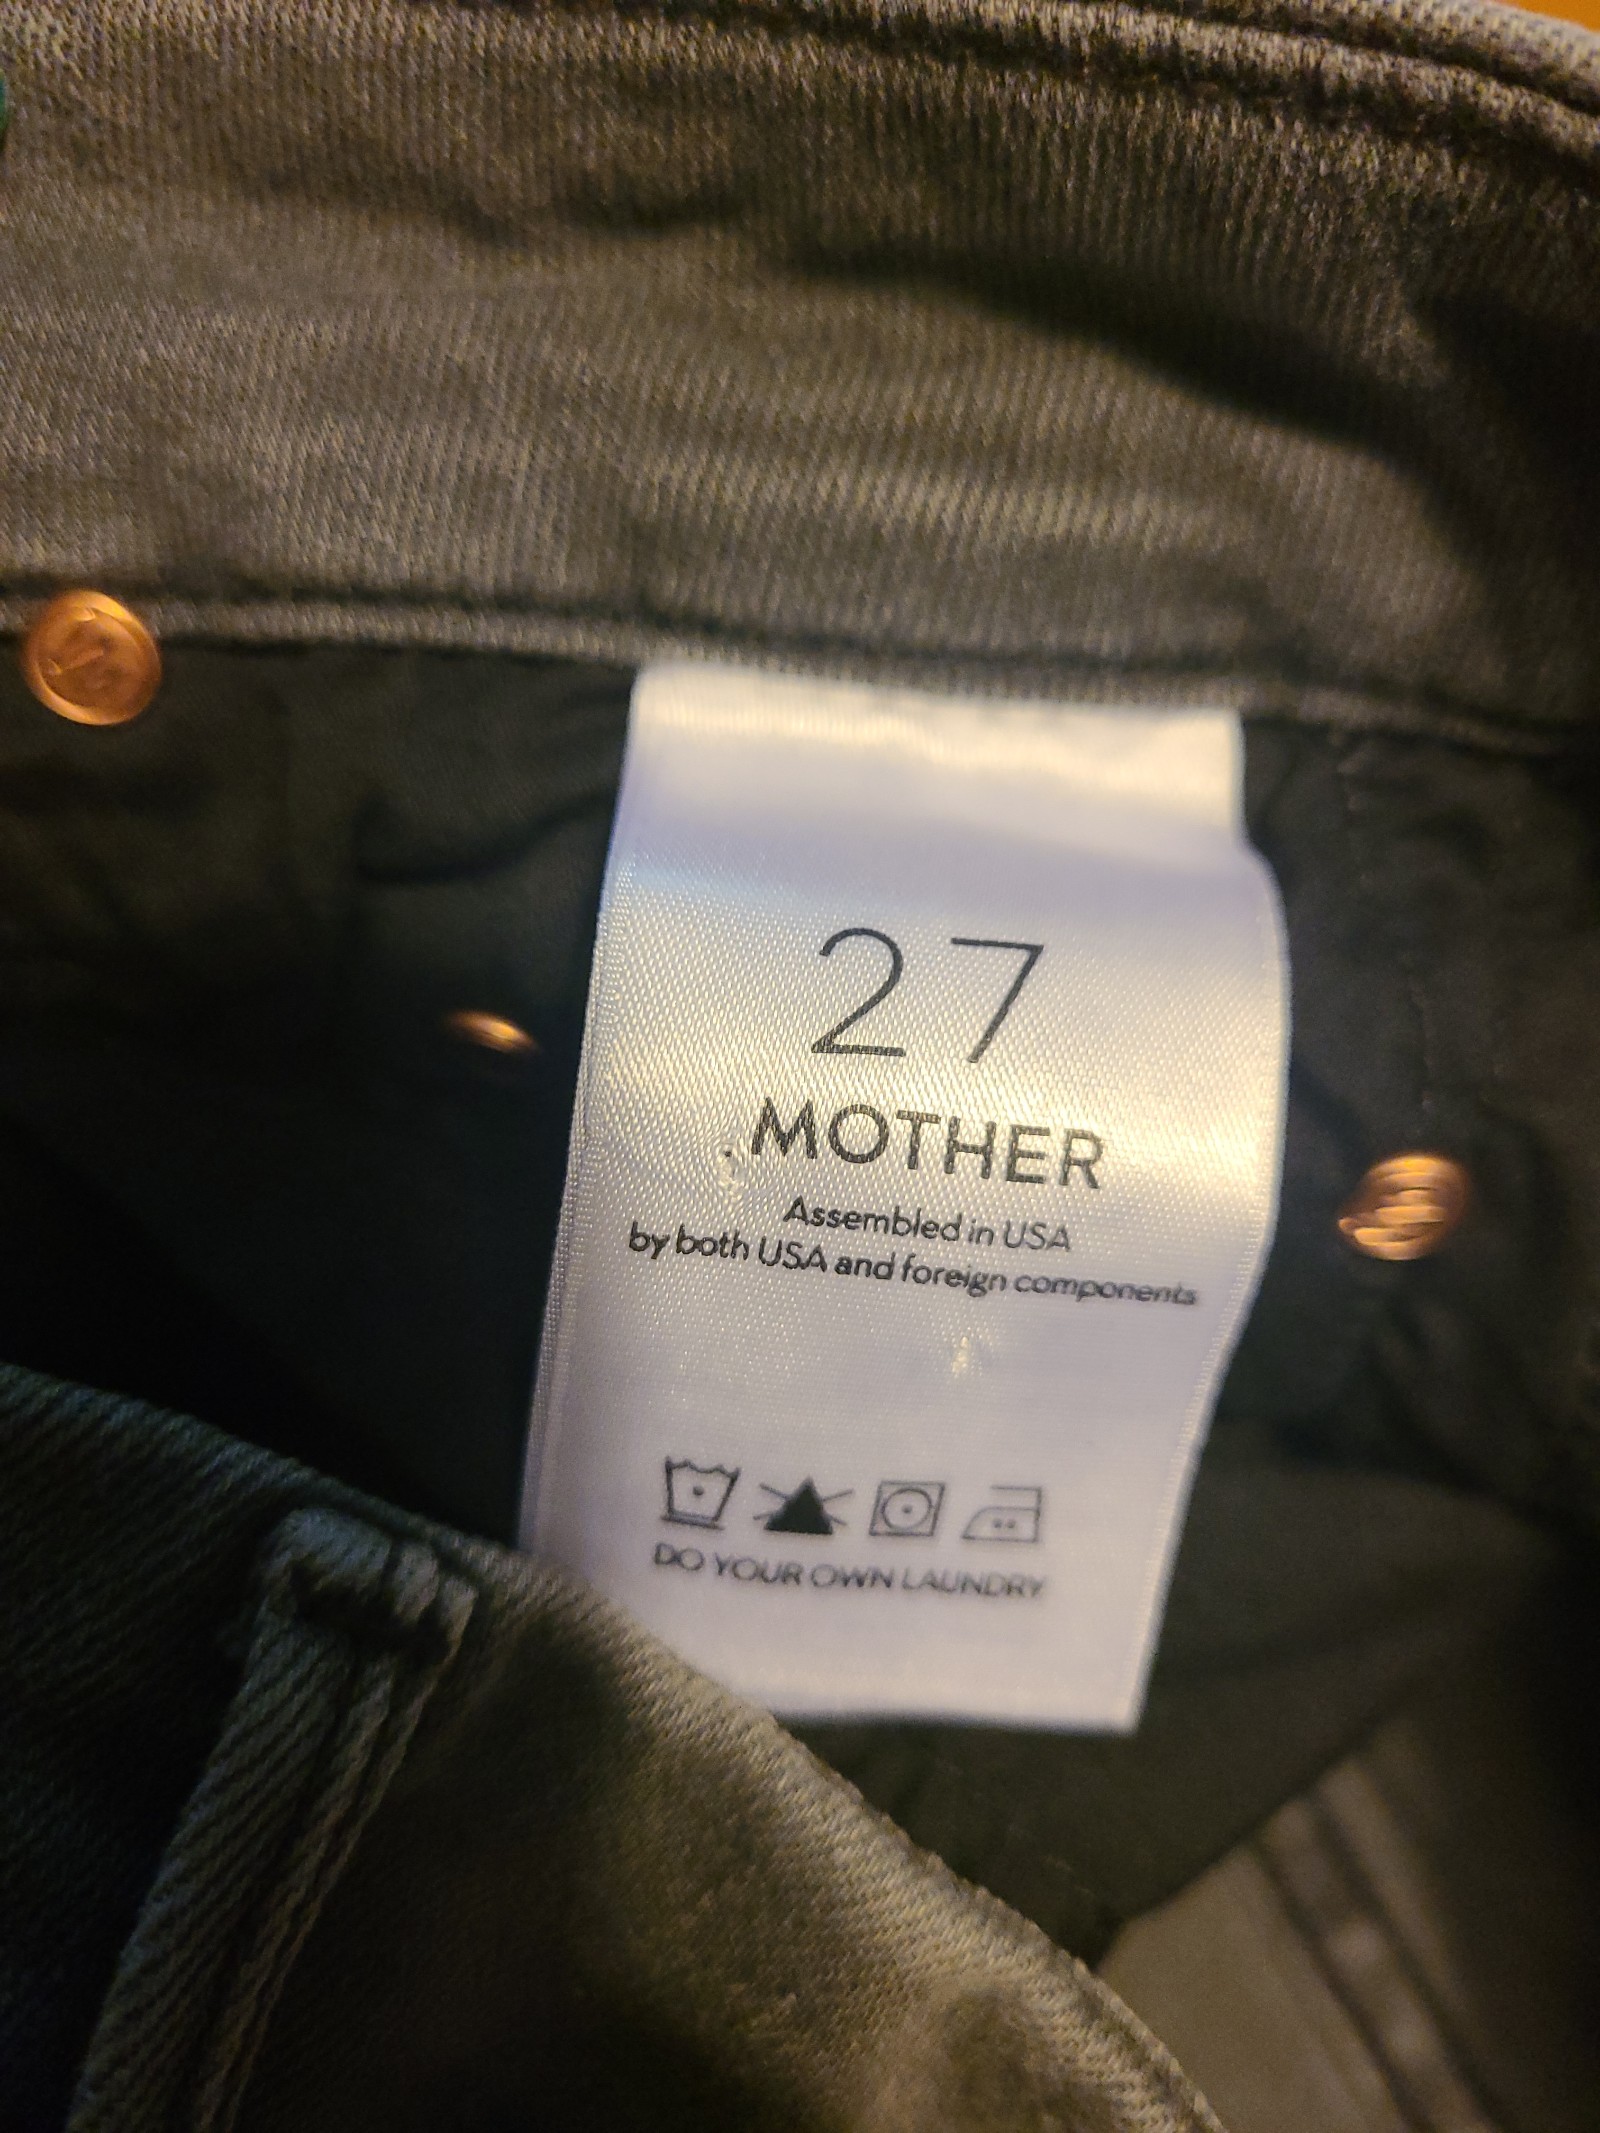 27
MOTHER
Assembled in USA
by both USA and foreign components
DO YOUR OWN LAUNDRY